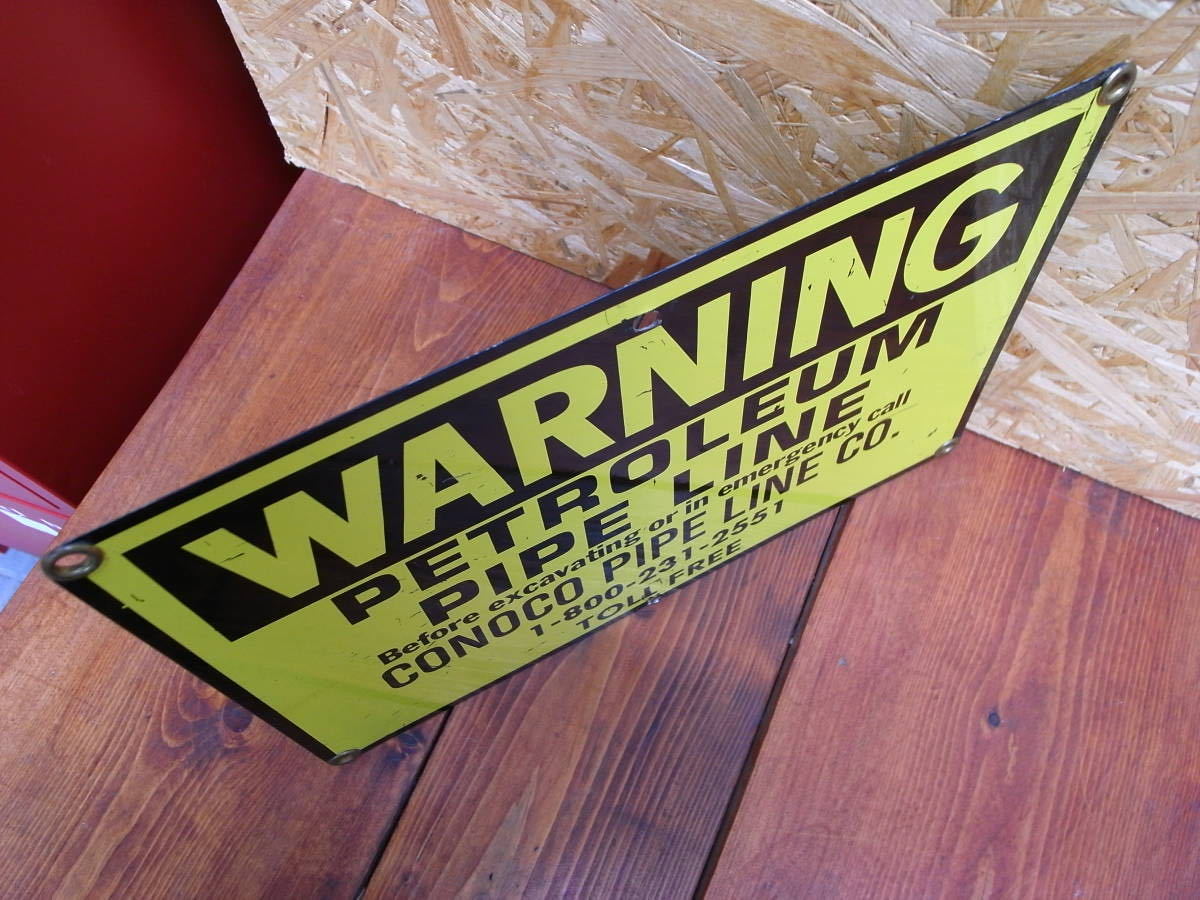 WARNING
PETROLEUM
PIPE LINE
Before excavating or in emergency call
CONOCO PIPE LINE CO.
1-800-231-2551
TOLL FREE